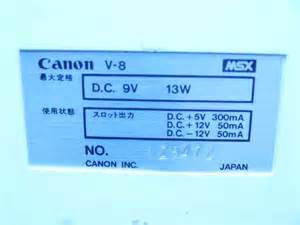 Canon V-8 MSX
最大定格 D.C. 9V 13W
使用状態 スロット出力 D.C.+5V 300mA
D.C.+12V 50mA
D.C.-12V 50mA
NO.
CANON INC. JAPAN